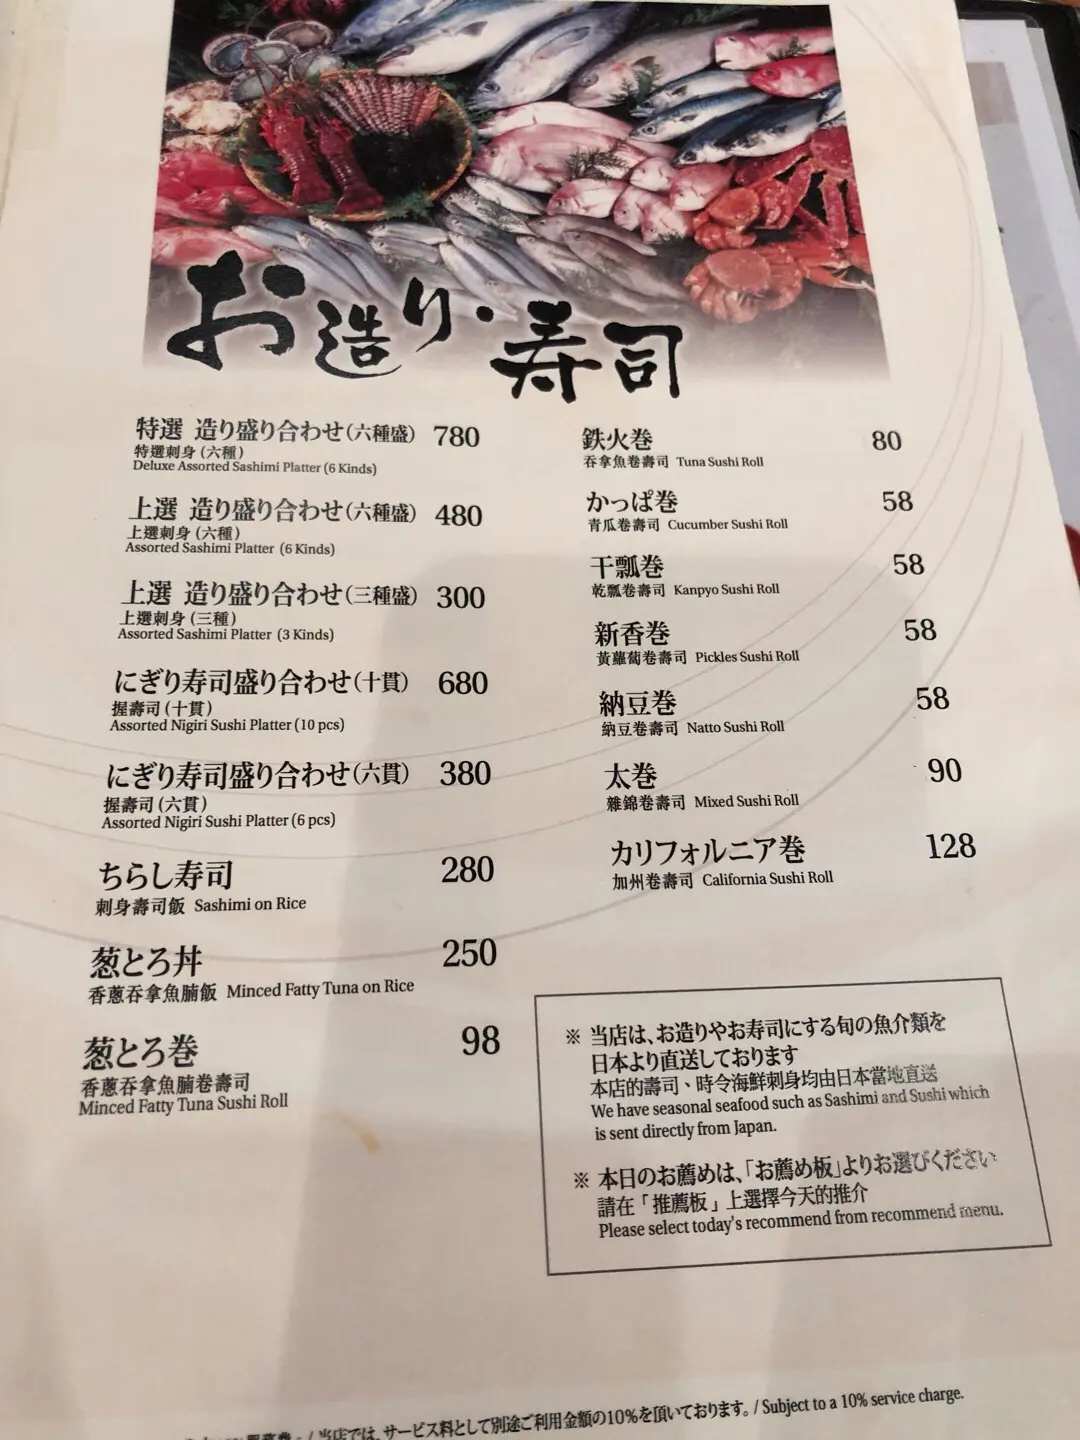 お造り・寿司
特選 造り盛り合わせ(六種盛) 780
特選刺身(六種)
Deluxe Assorted Sashimi Platter (6 Kinds)
上選 造り盛り合わせ(六種盛) 480
上選刺身(六種)
Assorted Sashimi Platter (6 Kinds)
上選 造り盛り合わせ(三種盛) 300
上選刺身(三種)
Assorted Sashimi Platter (3 Kinds)
にぎり寿司盛り合わせ(十貫) 680
握壽司(十貫)
Assorted Nigiri Sushi Platter (10 pcs)
にぎり寿司盛り合わせ(六貫) 380
握壽司(六貫)
Assorted Nigiri Sushi Platter (6 pcs)
ちらし寿司 280
刺身壽司飯 Sashimi on Rice
葱とろ丼 250
香蔥吞拿魚腩飯 Minced Fatty Tuna on Rice
葱とろ巻 98
香蔥吞拿魚腩卷壽司
Minced Fatty Tuna Sushi Roll
鉄火巻 80
吞拿魚卷壽司 Tuna Sushi Roll
かっぱ巻 58
青瓜卷壽司 Cucumber Sushi Roll
干瓢巻 58
乾瓢卷壽司 Kanpyo Sushi Roll
新香巻 58
黃蘿蔔卷壽司 Pickles Sushi Roll
納豆巻 58
納豆卷壽司 Natto Sushi Roll
太巻 90
雜錦卷壽司 Mixed Sushi Roll
カリフォルニア巻 128
加州卷壽司 California Sushi Roll
※ 当店は、お造りやお寿司にする旬の魚介類を
日本より直送しております
本店的壽司、時令海鮮刺身均由日本當地直送
We have seasonal seafood such as Sashimi and Sushi which
is sent directly from Japan.
※ 本日のお薦めは、「お薦め板」よりお選びください
請在「推薦板」上選擇今天的推介
Please select today's recommend from recommend menu.
/ 当店では、サービス料として別途ご利用金額の10%を頂いております。/ Subject to a 10% service charge.